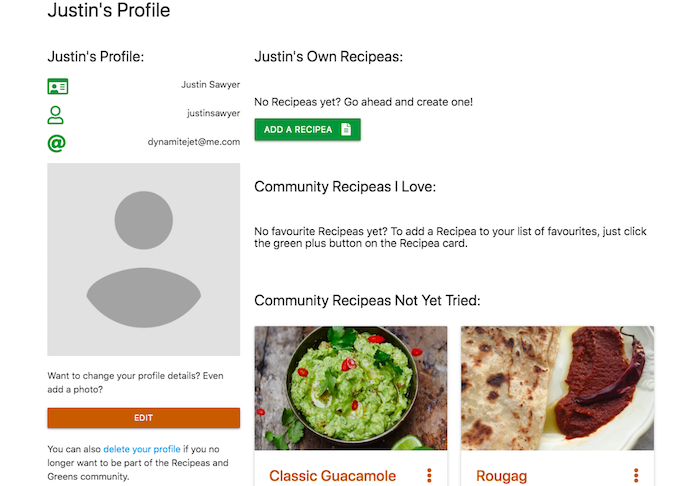 Justin's Profile
Justin's Profile:
Justin Sawyer
justinsawyer
dynamitejet@me.com
Want to change your profile details? Even
add a photo?
EDIT
You can also delete your profile if you no
longer want to be part of the Recipeas and
Greens community.
Justin's Own Recipeas:
No Recipeas yet? Go ahead and create one!
ADD A RECIPEA
Community Recipeas I Love:
No favourite Recipeas yet? To add a Recipea to your list of favourites, just click
the green plus button on the Recipea card.
Community Recipeas Not Yet Tried:
Classic Guacamole
Rougag